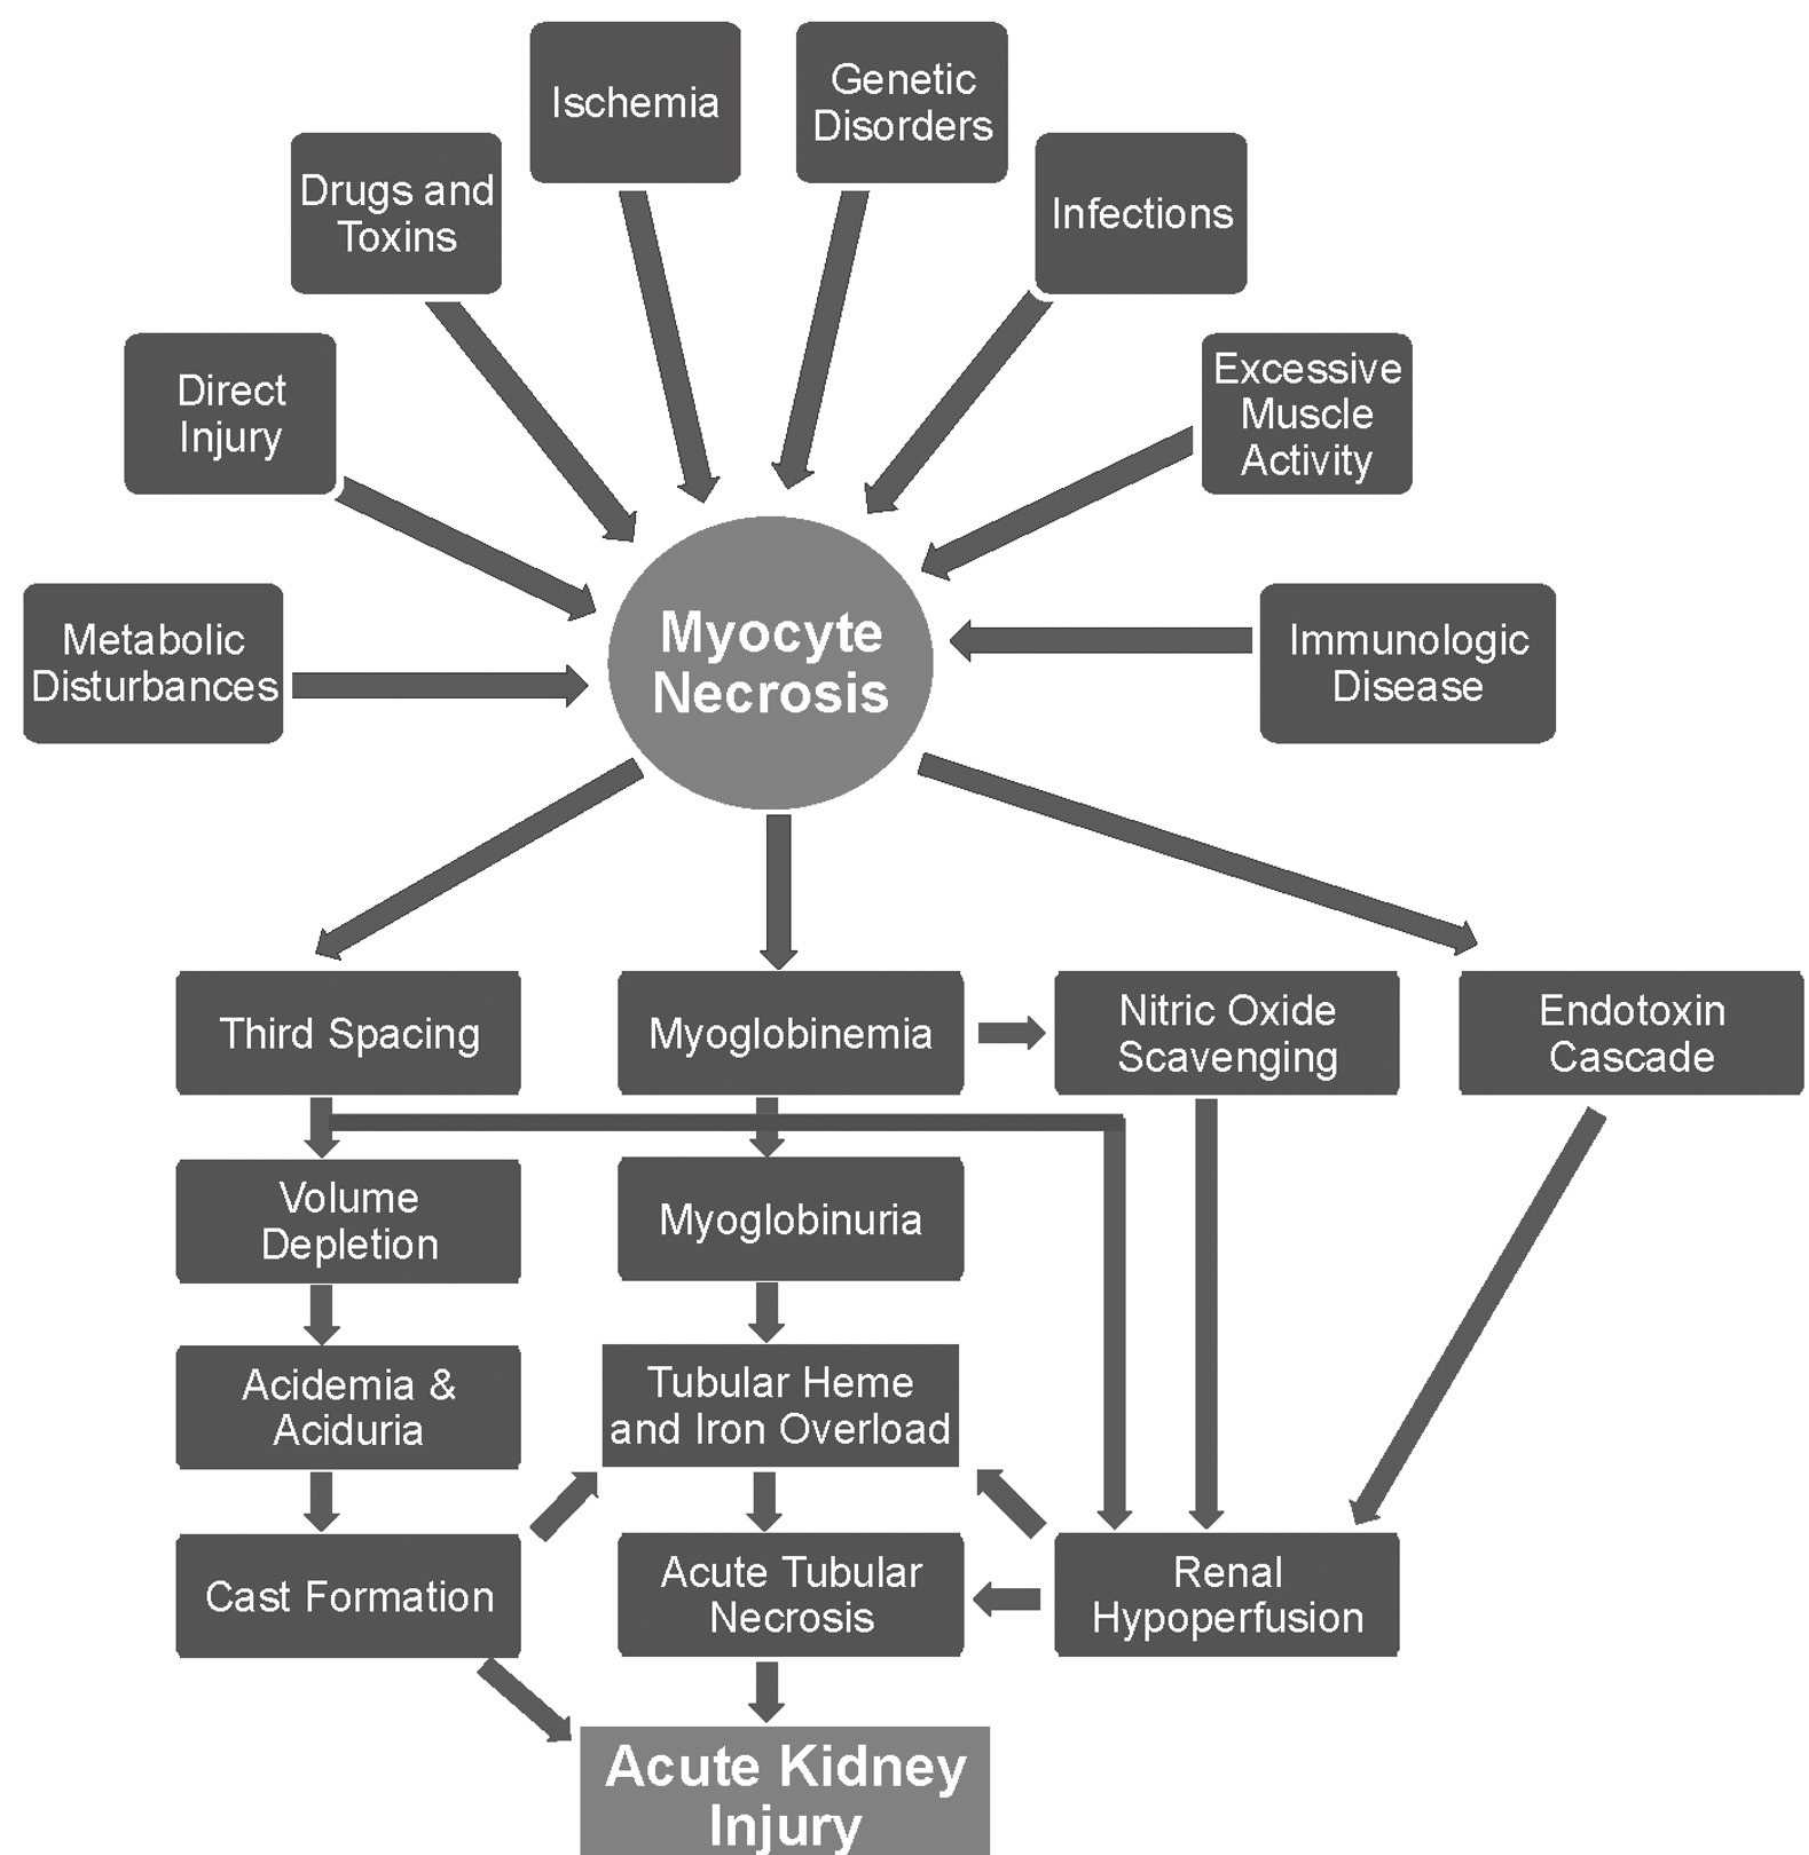 Ischemia
Genetic
Disorders
Drugs and
Toxins
Infections
Direct
Injury
Excessive
Muscle
Activity
Metabolic
Disturbances
Myocyte
Necrosis
Immunologic
Disease
Third Spacing
Myoglobinemia
Nitric Oxide
Scavenging
Endotoxin
Cascade
Volume
Depletion
Myoglobinuria
Acidemia &
Aciduria
Tubular Heme
and Iron Overload
Cast Formation
Acute Tubular
Necrosis
Renal
Hypoperfusion
Acute Kidney
Injury